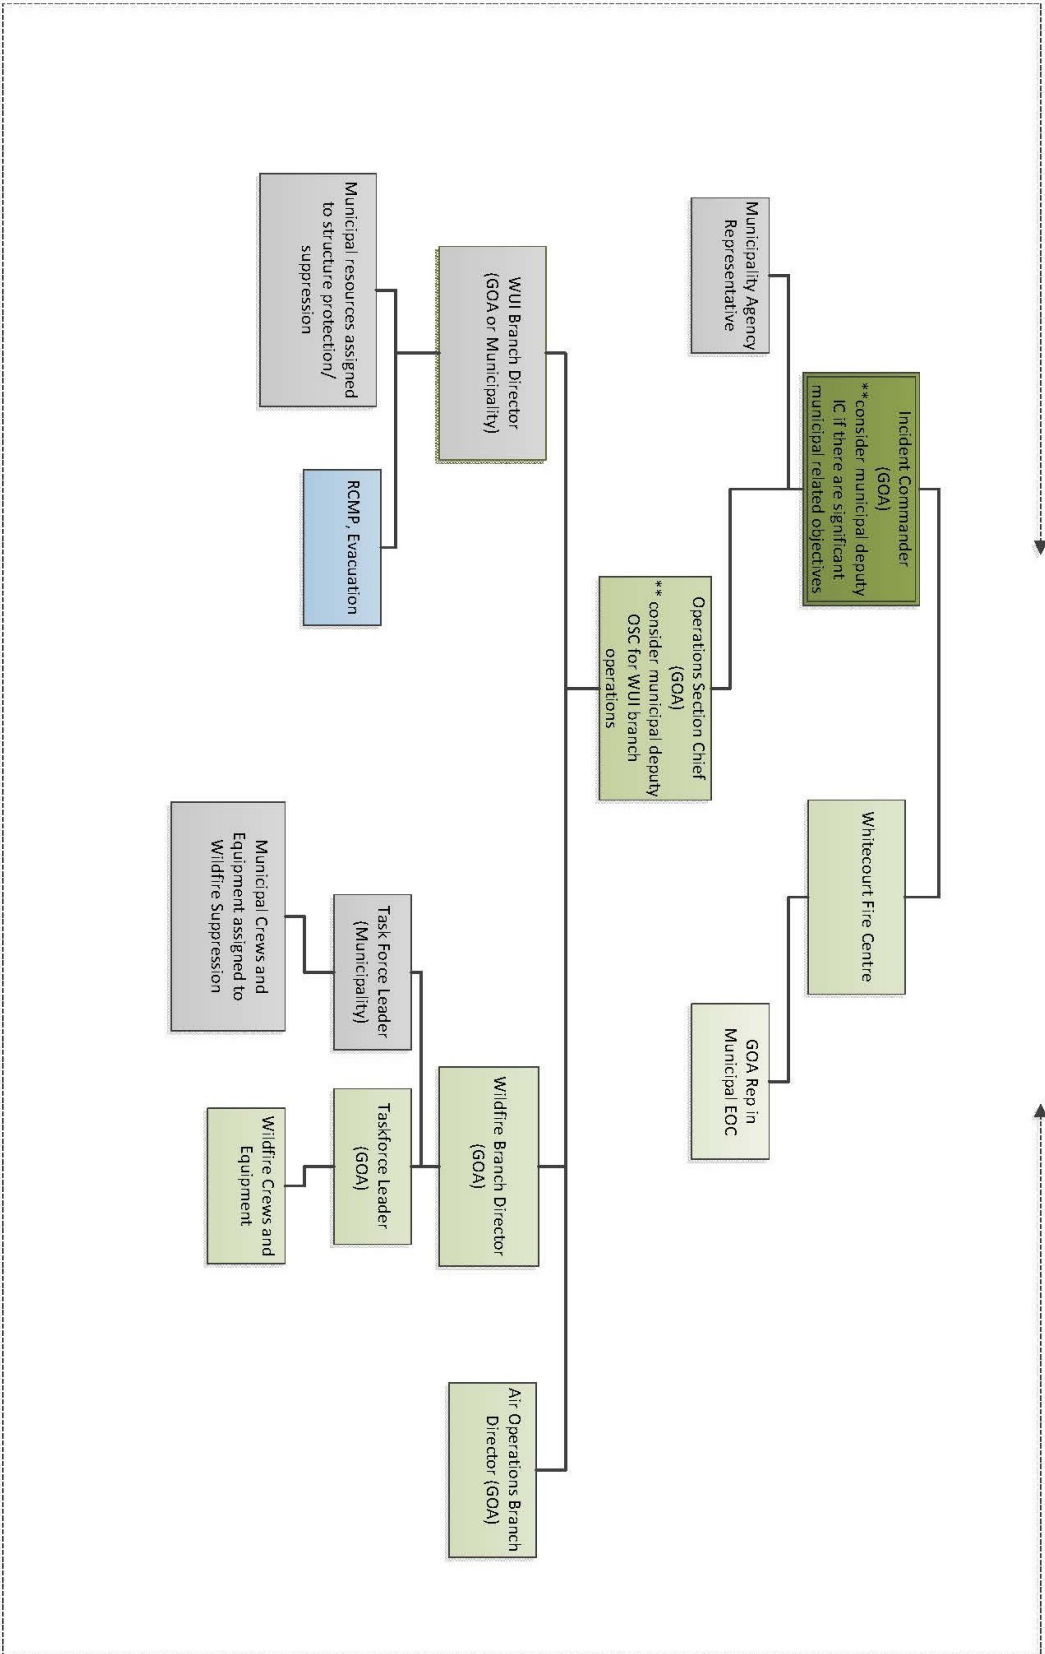 Incident Commander
(GOA)
**consider municipal deputy
IC if there are significant
municipal related objectives
Whitecourt Fire Centre
Municipality Agency
Representative
GOA Rep in
Municipal EOC
Operations Section Chief
(GOA)
** consider municipal deputy
OSC for WUI branch
operations
WUI Branch Director
(GOA or Municipality)
Wildfire Branch Director
(GOA)
Air Operations Branch
Director (GOA)
Municipal resources assigned
to structure protection/
suppression
RCMP, Evacuation
Task Force Leader
(Municipality)
Taskforce Leader
(GOA)
Municipal Crews and
Equipment assigned to
Wildfire Suppression
Wildfire Crews and
Equipment